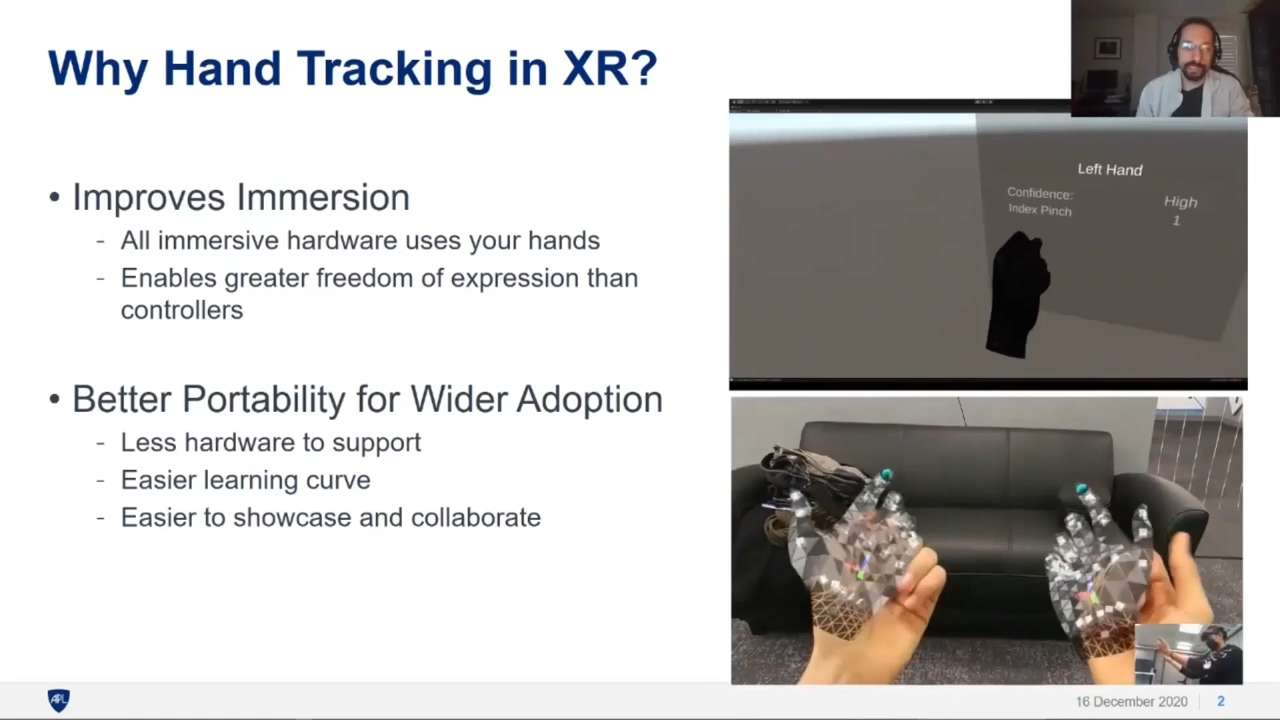 Why Hand Tracking in XR?
• Improves Immersion
- All immersive hardware uses your hands
- Enables greater freedom of expression than
controllers
• Better Portability for Wider Adoption
- Less hardware to support
- Easier learning curve
- Easier to showcase and collaborate
Left Hand
Confidence: High
Index Pinch 1
APL
16 December 2020 2